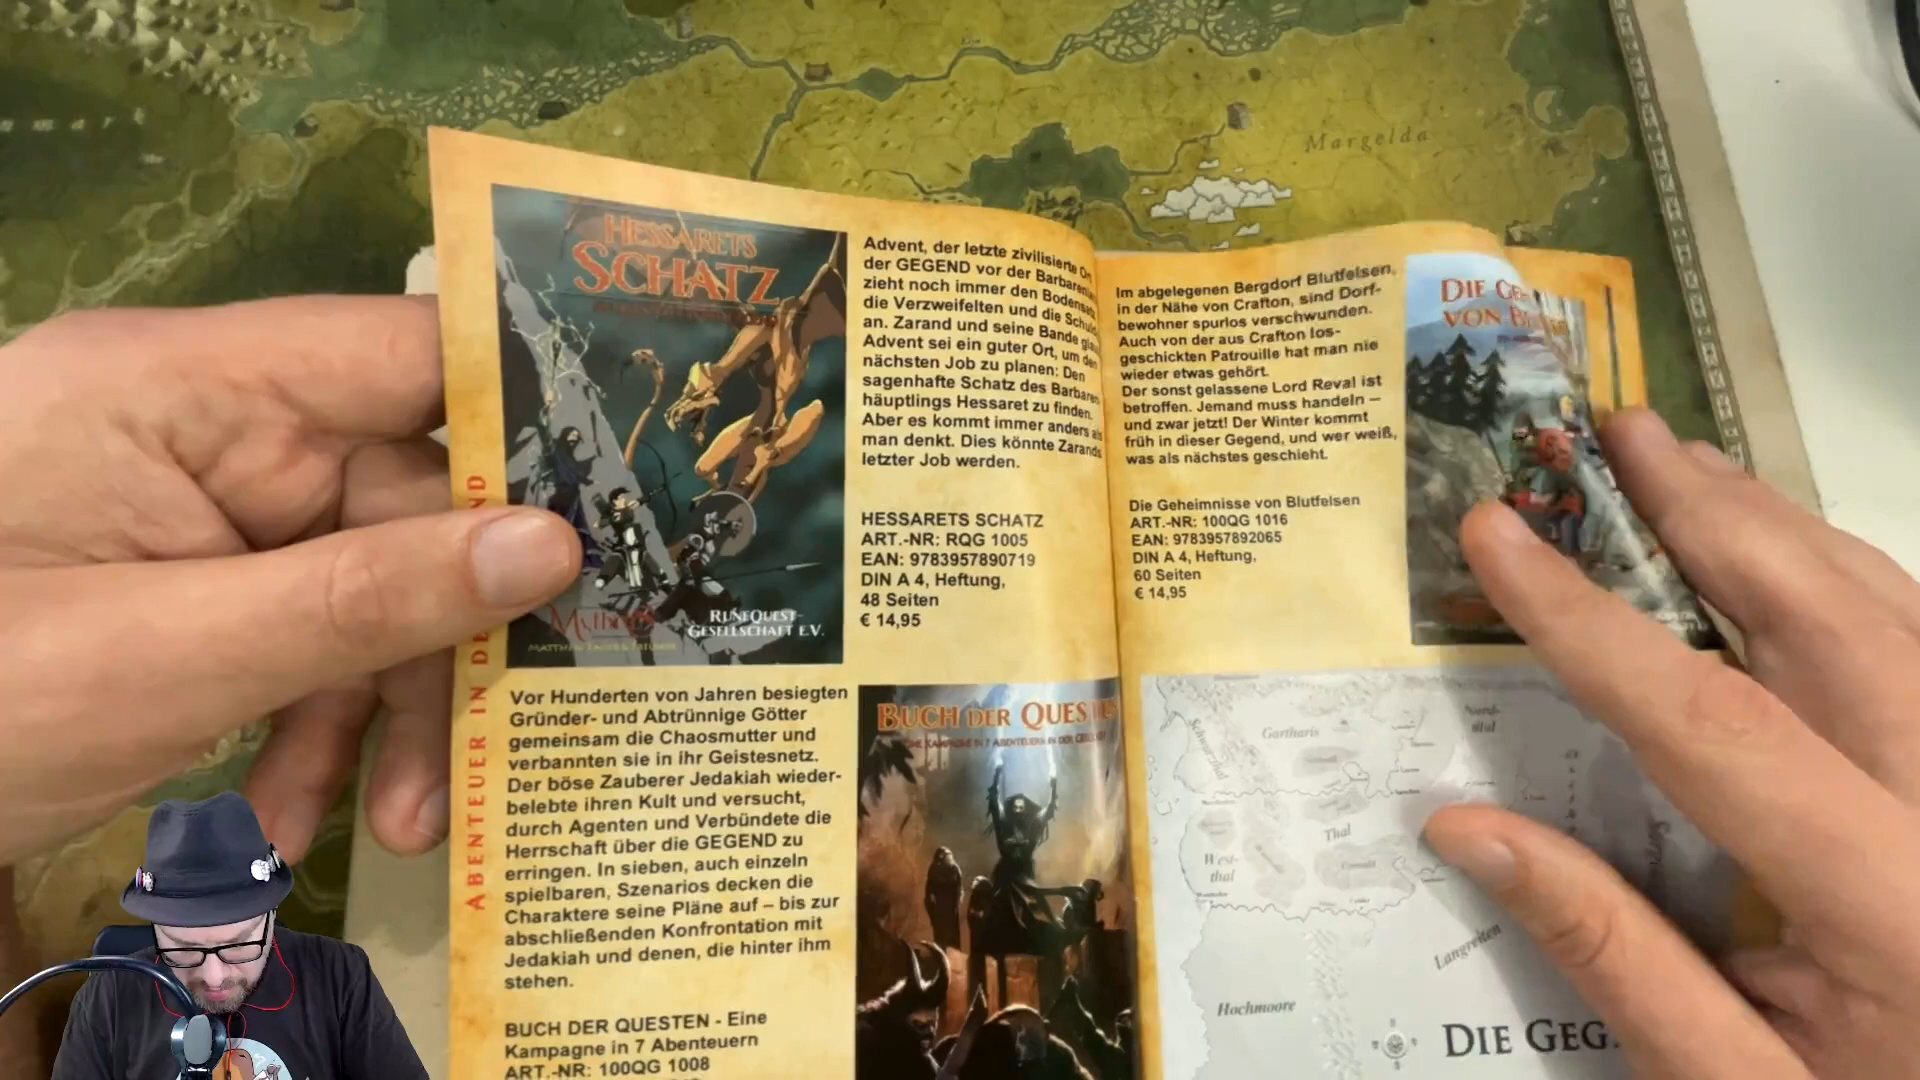 Margelda
HESSARETS
SCHATZ
Mythras
RUNEQUEST-
GESELLSCHAFT E.V.
Advent, der letzte zivilisierte
der GEGEND vor der
zieht noch immer den
die Verzweifelten und die
an. Zarand und seine Bande
Advent sei ein guter Ort, um den
nächsten Job zu planen: Den
sagenhafte Schatz des Barbaren
häuptlings Hessaret zu finden.
Aber es kommt immer anders als
man denkt. Dies könnte Zarands
letzter Job werden.
HESSARETS SCHATZ
ART.-NR: RQG 1005
EAN: 9783957890719
DIN A 4, Heftung,
48 Seiten
€ 14,95
ABENTEUER IN
Vor Hunderten von Jahren besiegten
Gründer- und Abtrünnige Götter
gemeinsam die Chaosmutter und
verbannten sie in ihr Geistesnetz.
Der böse Zauberer Jedakiah wieder-
belebte ihren Kult und versucht,
durch Agenten und Verbündete die
Herrschaft über die GEGEND zu
erringen. In sieben, auch einzeln
spielbaren, Szenarios decken die
Charaktere seine Pläne auf – bis zur
abschließenden Konfrontation mit
Jedakiah und denen, die hinter ihm
stehen.
BUCH DER QUESTEN - Eine
Kampagne in 7 Abenteuern
ART.-NR: 100QG 1008
BUCH DER
EINE KAMPAGNE IN 7 ABENTEUERN IN DER GEGEND
Im abgelegenen Bergdorf Blutfelsen,
in der Nähe von Crafton, sind Dorf-
bewohner spurlos verschwunden.
Auch von der aus Crafton los-
geschickten Patrouille hat man nie
wieder etwas gehört.
Der sonst gelassene Lord Reval ist
betroffen. Jemand muss handeln –
und zwar jetzt! Der Winter kommt
früh in dieser Gegend, und wer weiß,
was als nächstes geschieht.
Die Geheimnisse von Blutfelsen
ART.-NR: 100QG 1016
EAN: 9783957892065
DIN A 4, Heftung,
60 Seiten
€ 14,95
DIE
VON
Gartharis
Thal
West-
thal
Langreiten
Hochmoore
DIE GEG